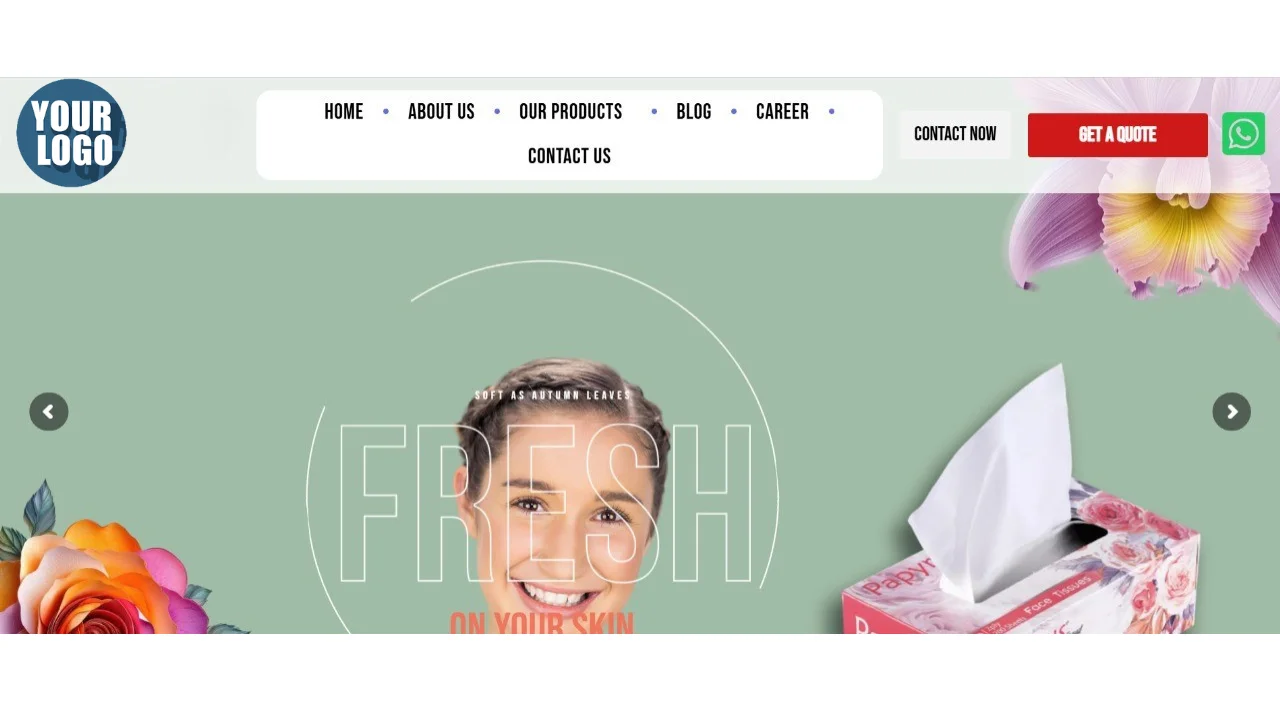 YOUR
LOGO
HOME • ABOUT US • OUR PRODUCTS • BLOG • CAREER •
CONTACT US
CONTACT NOW
GET A QUOTE
SOFT AS AUTUMN LEAVES
FRESH
ON YOUR SKIN
Face Tissues